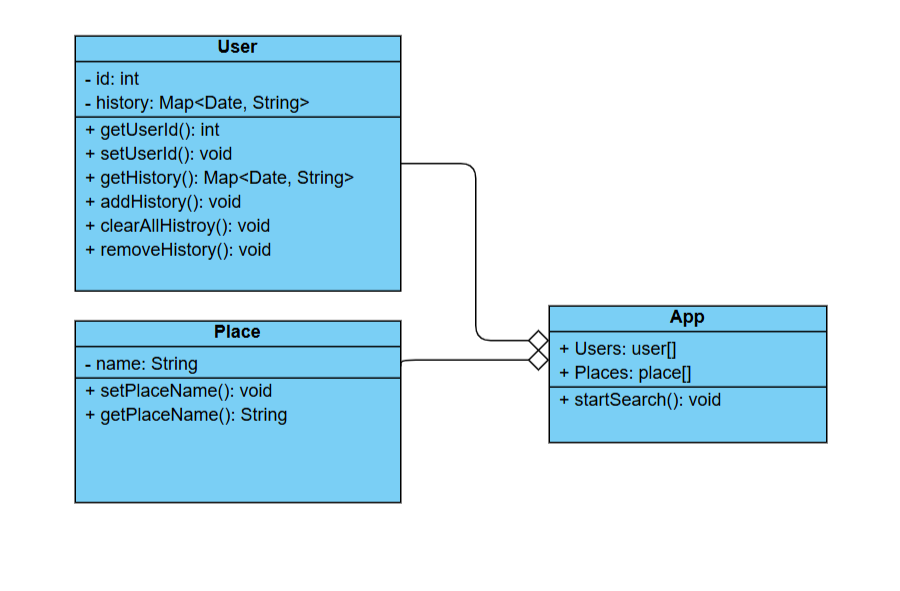 User
- id: int
- history: Map<Date, String>
+ getUserId(): int
+ setUserId(): void
+ getHistory(): Map<Date, String>
+ addHistory(): void
+ clearAllHistroy(): void
+ removeHistory(): void
Place
- name: String
+ setPlaceName(): void
+ getPlaceName(): String
App
+ Users: user[]
+ Places: place[]
+ startSearch(): void